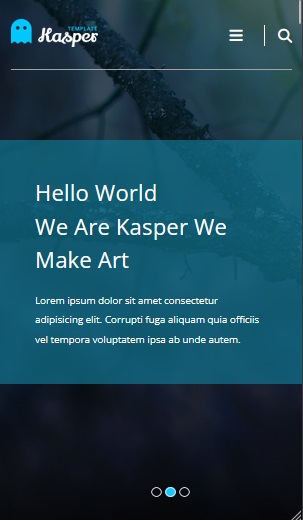 TEMPLATE
Kasper
Hello World
We Are Kasper We
Make Art
Lorem ipsum dolor sit amet consectetur
adipisicing elit. Corrupti fuga aliquam quia officiis
vel tempora voluptatem ipsa ab unde autem.